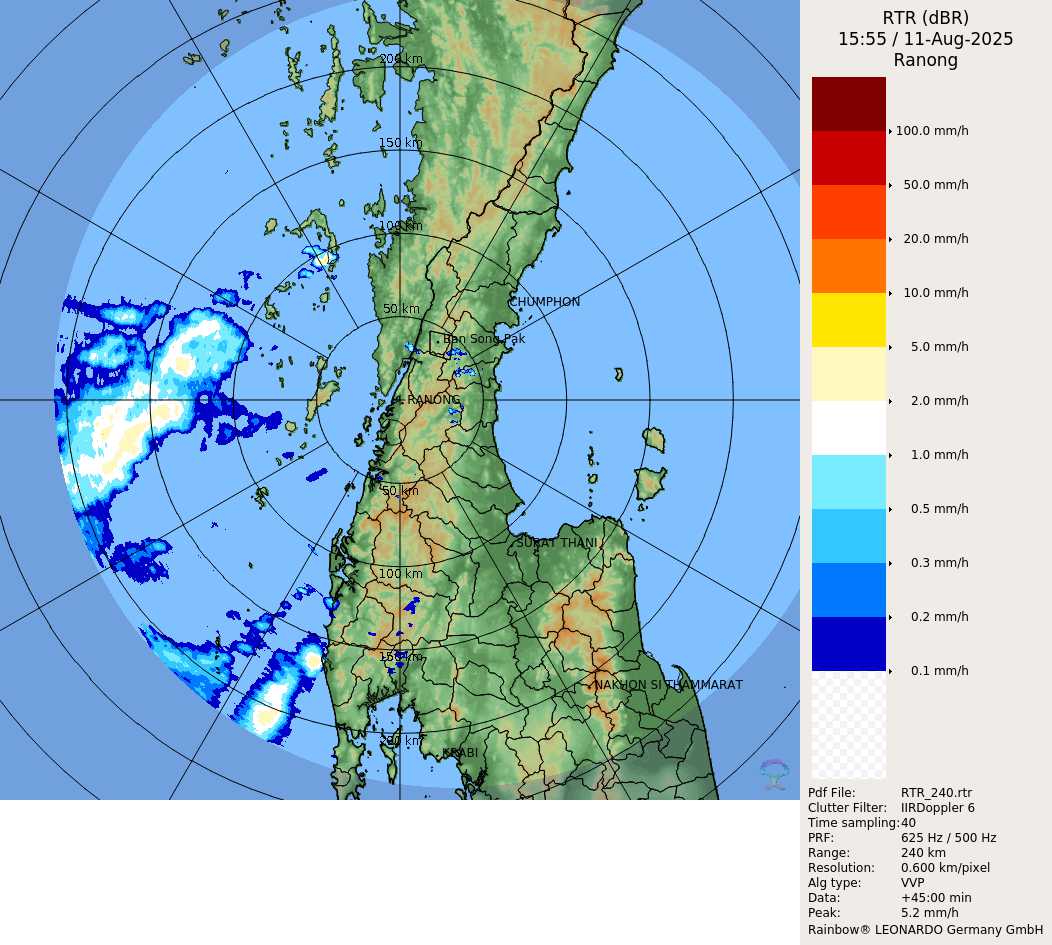 RTR (dBR)
15:55 / 11-Aug-2025
Ranong
200 km
150 km
100 km
50 km
CHUMPHON
Ban Song Pak
RANONG
50 km
SURAT THANI
100 km
150 km
NAKHON SI THAMMARAT
200 km
KRABI
100.0 mm/h
50.0 mm/h
20.0 mm/h
10.0 mm/h
5.0 mm/h
2.0 mm/h
1.0 mm/h
0.5 mm/h
0.3 mm/h
0.2 mm/h
0.1 mm/h
Pdf File: RTR_240.rtr
Clutter Filter: IIRDoppler 6
Time sampling: 40
PRF: 625 Hz / 500 Hz
Range: 240 km
Resolution: 0.600 km/pixel
Alg type: VVP
Data: +45:00 min
Peak: 5.2 mm/h
Rainbow® LEONARDO Germany GmbH